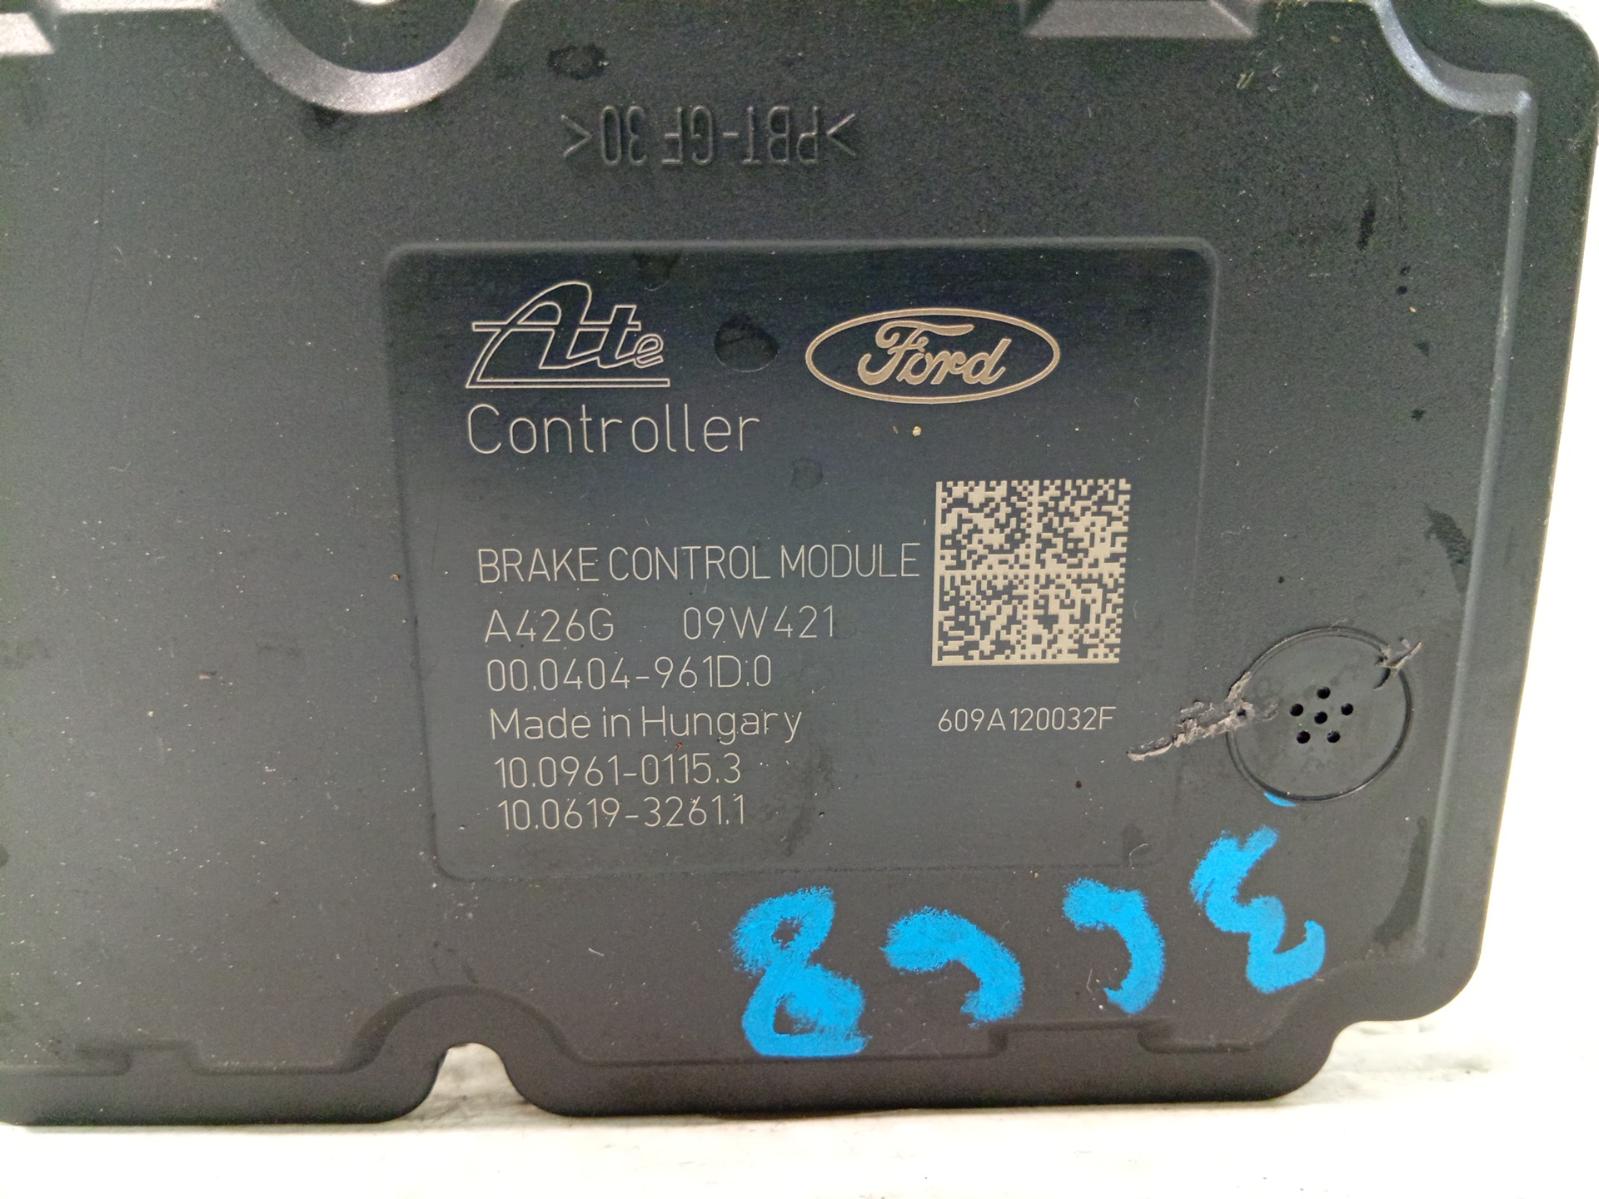 >PBT-GF 30<
Ate
Ford
Controller
BRAKE CONTROL MODULE
A426G 09W421
00.0404-961D.0
Made in Hungary
609A120032F
10.0961-0115.3
10.0619-3261.1